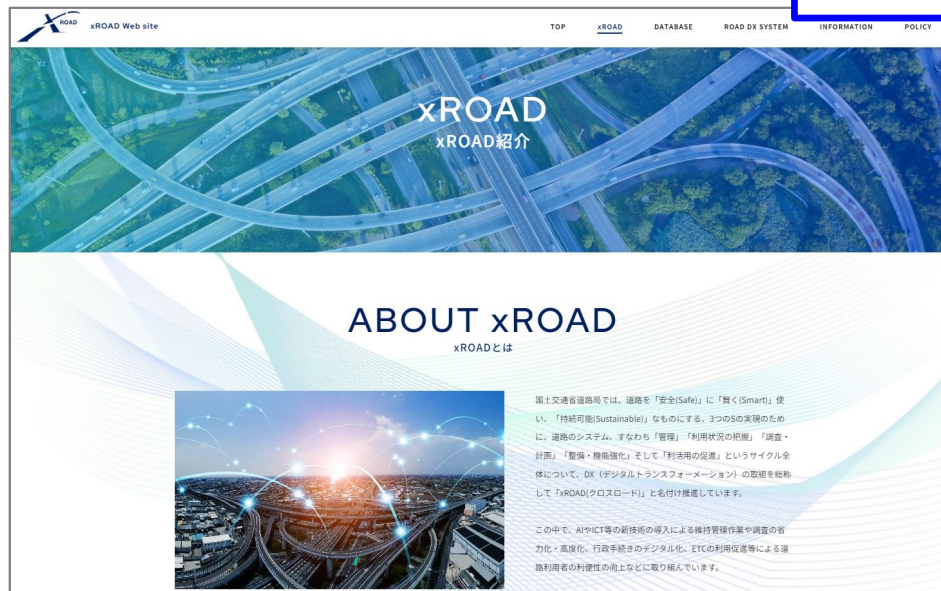 ROAD
xROAD Web site
TOP xROAD DATABASE ROAD DX SYSTEM INFORMATION POLICY
xROAD
xROAD紹介
ABOUT xROAD
xROADとは
国土交通省道路局では、道路を「安全(Safe)」に「賢く(Smart)」使
い、「持続可能(Sustainable)」なものにする、3つのSの実現のため
に、道路のシステム、すなわち「管理」「利用状況の把握」「調査・
計画」「整備・機能強化」そして「利活用の促進」というサイクル全
体について、DX（デジタルトランスフォーメーション）の取組を総称
して「xROAD(クロスロード)」と名付け推進しています。
この中で、AIやICT等の新技術の導入による維持管理作業や調査の省
力化・高度化、行政手続きのデジタル化、ETCの利用促進等による道
路利用者の利便性の向上などに取り組んでいます。